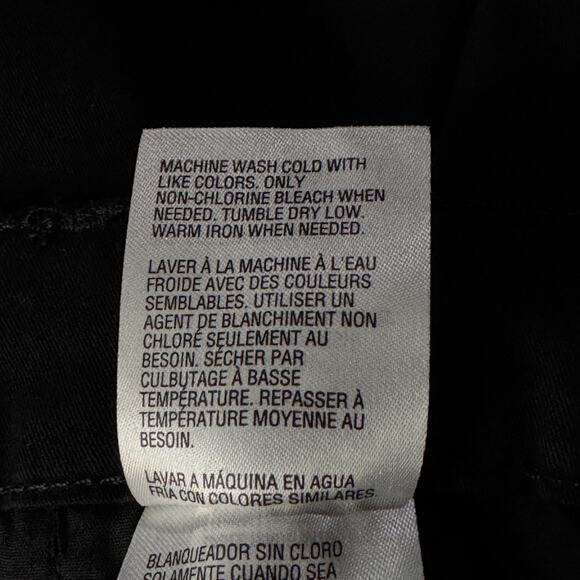 MACHINE WASH COLD WITH
LIKE COLORS. ONLY
NON-CHLORINE BLEACH WHEN
NEEDED. TUMBLE DRY LOW.
WARM IRON WHEN NEEDED.
LAVER À LA MACHINE À L'EAU
FROIDE AVEC DES COULEURS
SEMBLABLES. UTILISER UN
AGENT DE BLANCHIMENT NON
CHLORÉ SEULEMENT AU
BESOIN. SÉCHER PAR
CULBUTAGE À BASSE
TEMPÉRATURE. REPASSER À
TEMPÉRATURE MOYENNE AU
BESOIN.
LAVAR A MÁQUINA EN AGUA
FRÍA CON COLORES SIMILARES.
BLANQUEADOR SIN CLORO
SOLAMENTE CUANDO SEA